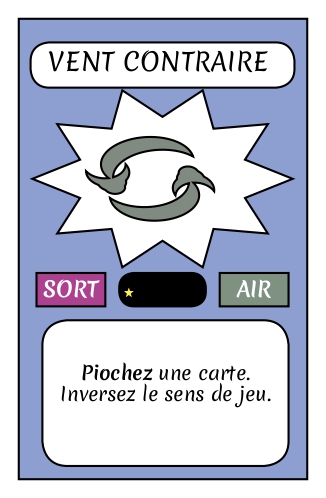 VENT CONTRAIRE
SORT
AIR
Piochez une carte.
Inversez le sens de jeu.